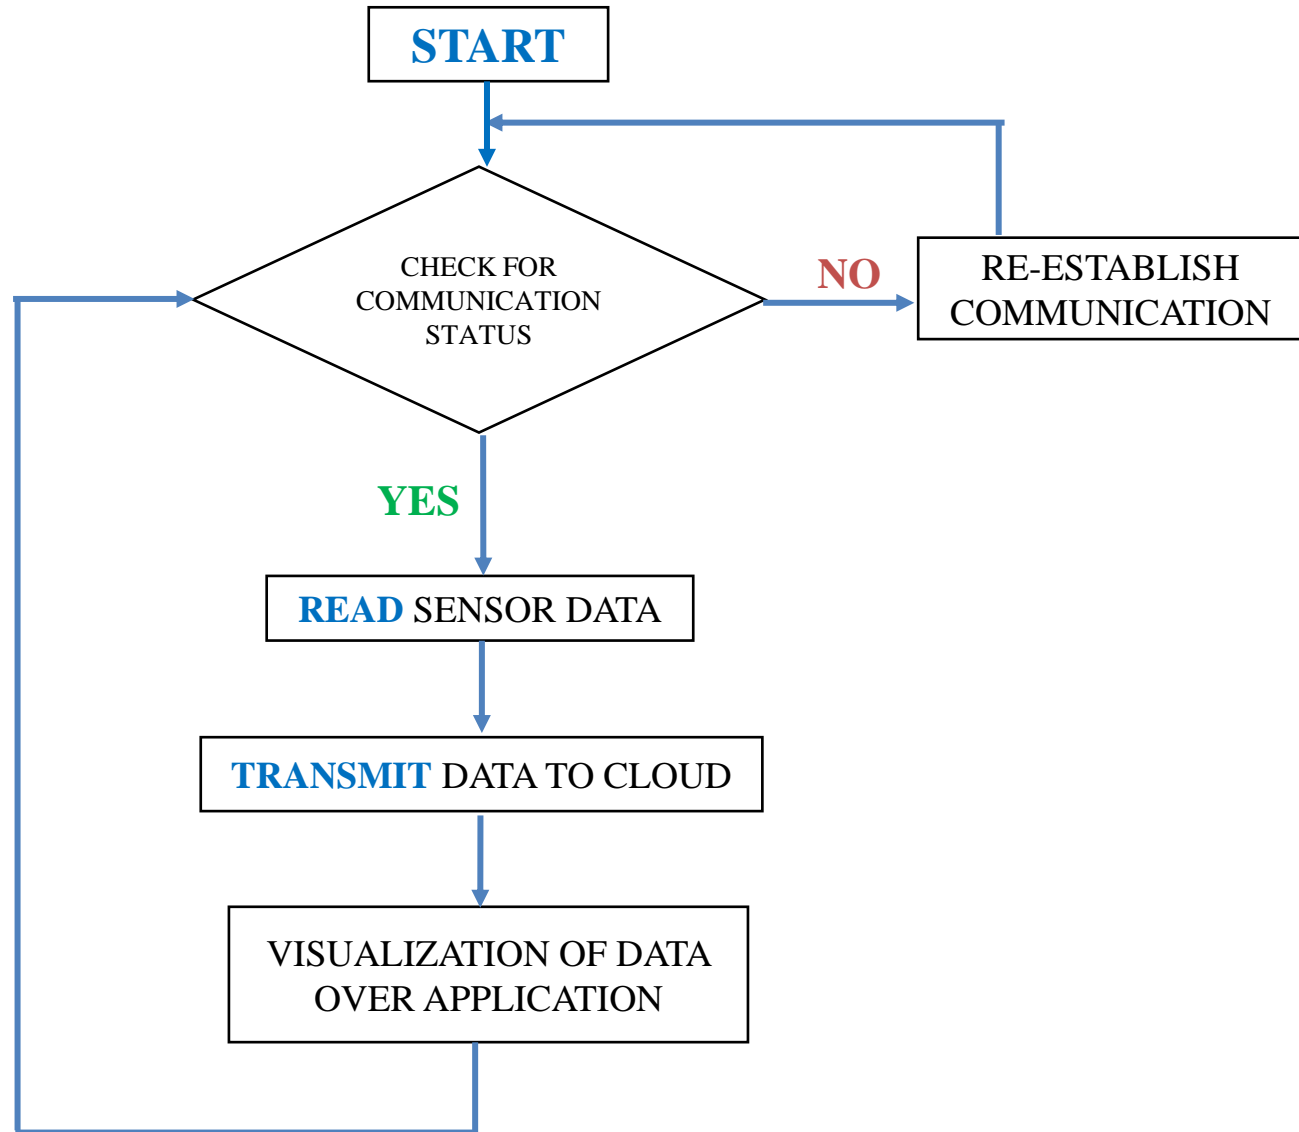 START
CHECK FOR
COMMUNICATION
STATUS
NO
RE-ESTABLISH
COMMUNICATION
YES
READ SENSOR DATA
TRANSMIT DATA TO CLOUD
VISUALIZATION OF DATA
OVER APPLICATION